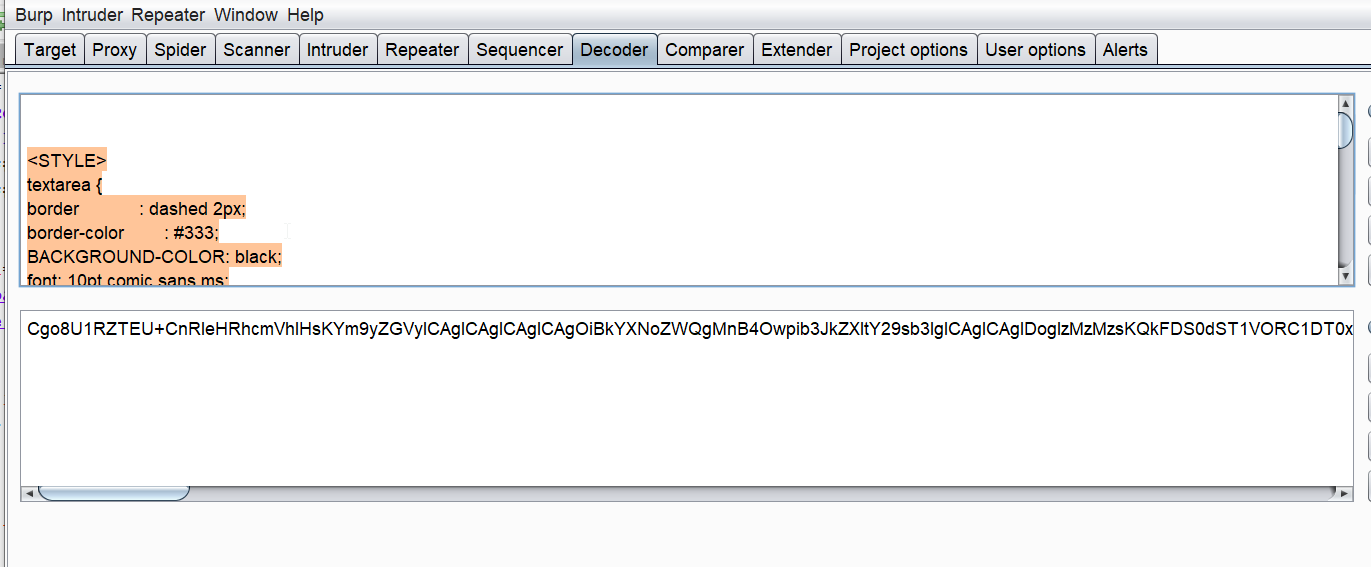 Burp Intruder Repeater Window Help
Target Proxy Spider Scanner Intruder Repeater Sequencer Decoder Comparer Extender Project options User options Alerts
<STYLE>
textarea {
border : dashed 2px;
border-color : #333;
BACKGROUND-COLOR: black;
font: 10pt comic sans ms;
Cgo8U1RZTEU+CnRleHRhcmVhIHsKYm9yZGVyICAgICAgICAgICAgOiBkYXNoZWQgMnB4Owpib3JkZXItY29sb3IgICAgICAgIDogIzMzMzsKQkFDS0dST1VORC1DT0x